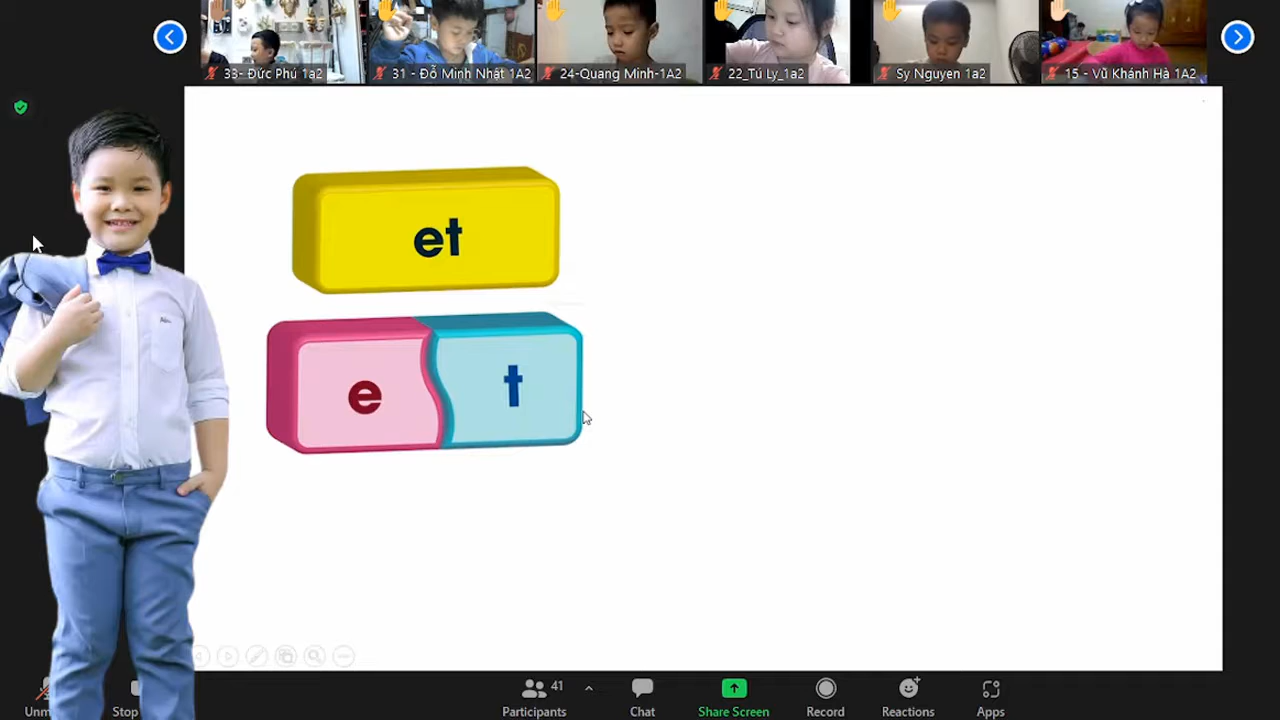 33- Đức Phú 1a2
31 - Đỗ Minh Nhật 1A2
24-Quang Minh-1A2
22_Tú Ly_1a2
Sy Nguyen 1a2
15 - Vũ Khánh Hà 1A2
et
e t
Unm
Stop
41
Participants
Chat
Share Screen
Record
Reactions
Apps